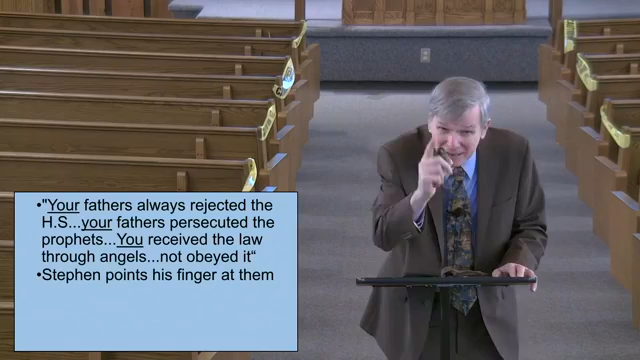 •"Your fathers always rejected the
H.S...your fathers persecuted the
prophets...You received the law
through angels...not obeyed it“
•Stephen points his finger at them